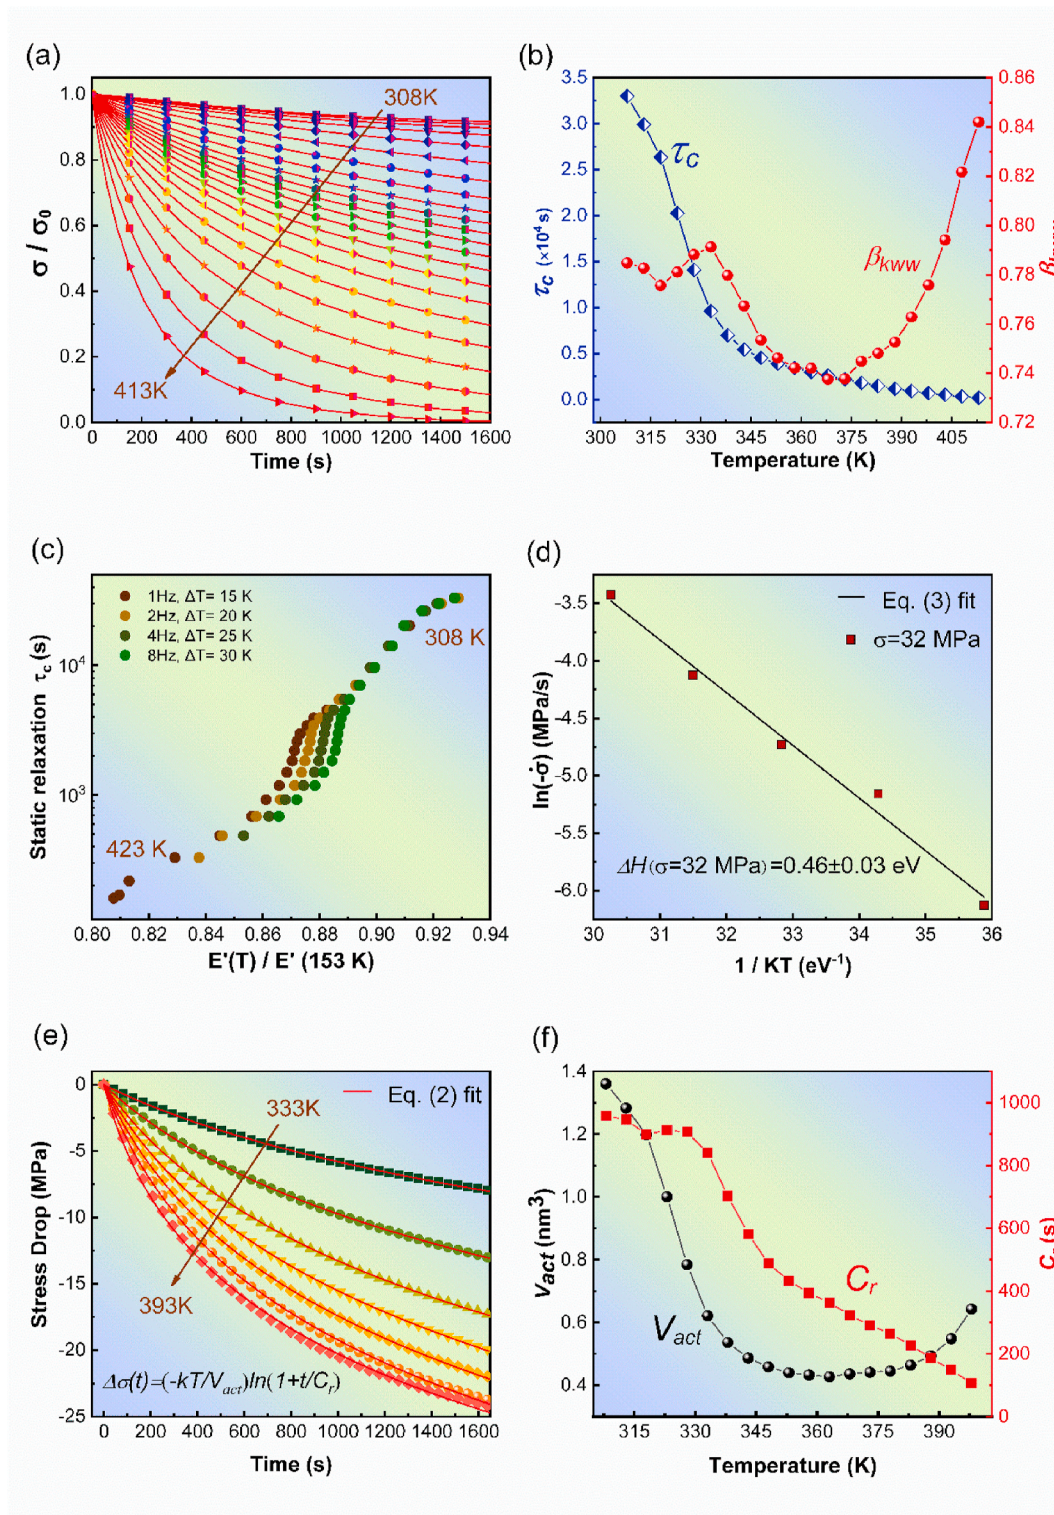 (a)
308K
413K
σ / σ0
1.0
0.8
0.6
0.4
0.2
0.0
0 200 400 600 800 1000 1200 1400 1600
Time (s)
(b)
τC
βkww
τC (×10⁴ s)
3.5
3.0
2.5
2.0
1.5
1.0
0.5
0.0
0.86
0.84
0.82
0.80
0.78
0.76
0.74
0.72
300 315 330 345 360 375 390 405
Temperature (K)
(c)
1Hz, ΔT= 15 K
2Hz, ΔT= 20 K
4Hz, ΔT= 25 K
8Hz, ΔT= 30 K
308 K
423 K
Static relaxation τc (s)
10⁴
10³
0.80 0.82 0.84 0.86 0.88 0.90 0.92 0.94
E'(T) / E' (153 K)
(d)
Eq. (3) fit
σ=32 MPa
ΔH (σ=32 MPa) =0.46±0.03 eV
ln(-σ̇) (MPa/s)
-3.5
-4.0
-4.5
-5.0
-5.5
-6.0
30 31 32 33 34 35 36
1 / KT (eV⁻¹)
(e)
Eq. (2) fit
333K
393K
Δσ(t)=(-kT/Vact)ln(1+t/Cr)
Stress Drop (MPa)
0
-5
-10
-15
-20
-25
0 200 400 600 800 1000 1200 1400 1600
Time (s)
(f)
Cr
Vact
Vact (nm³)
1.4
1.2
1.0
0.8
0.6
0.4
1000
800
600
400
200
0
Cr (s)
315 330 345 360 375 390
Temperature (K)